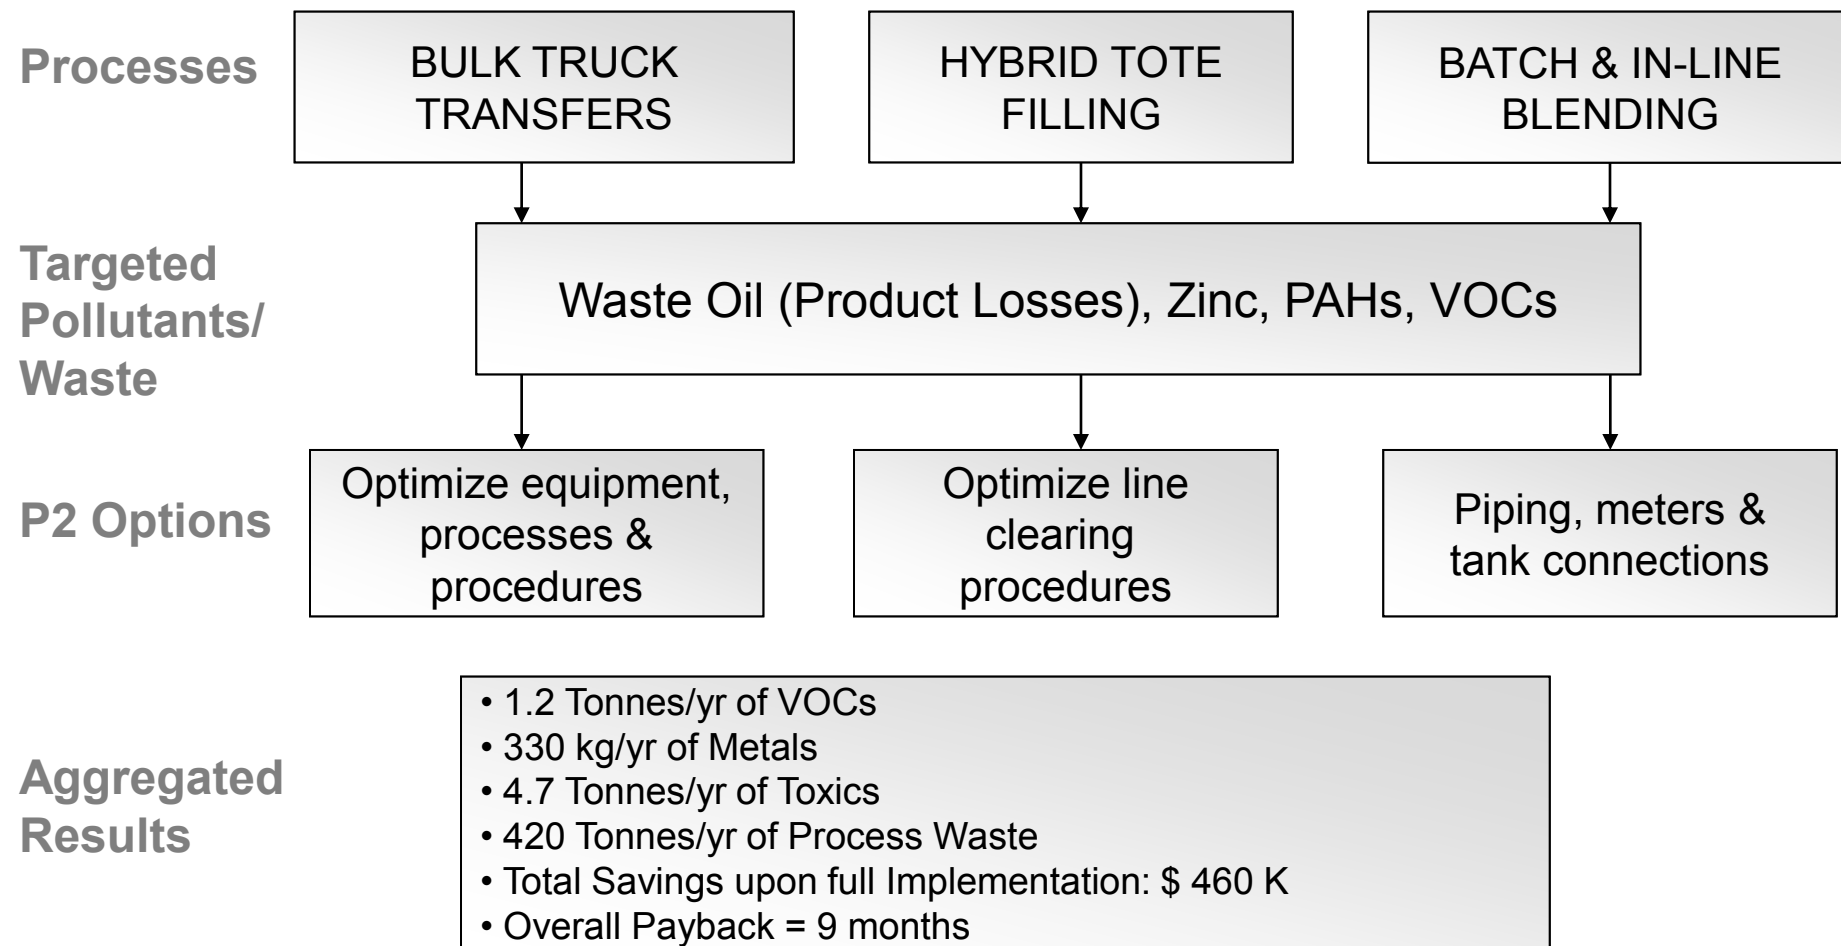 Processes
BULK TRUCK
TRANSFERS
HYBRID TOTE
FILLING
BATCH & IN-LINE
BLENDING
Targeted
Pollutants/
Waste
Waste Oil (Product Losses), Zinc, PAHs, VOCs
P2 Options
Optimize equipment,
processes &
procedures
Optimize line
clearing
procedures
Piping, meters &
tank connections
Aggregated
Results
• 1.2 Tonnes/yr of VOCs
• 330 kg/yr of Metals
• 4.7 Tonnes/yr of Toxics
• 420 Tonnes/yr of Process Waste
• Total Savings upon full Implementation: $ 460 K
• Overall Payback = 9 months